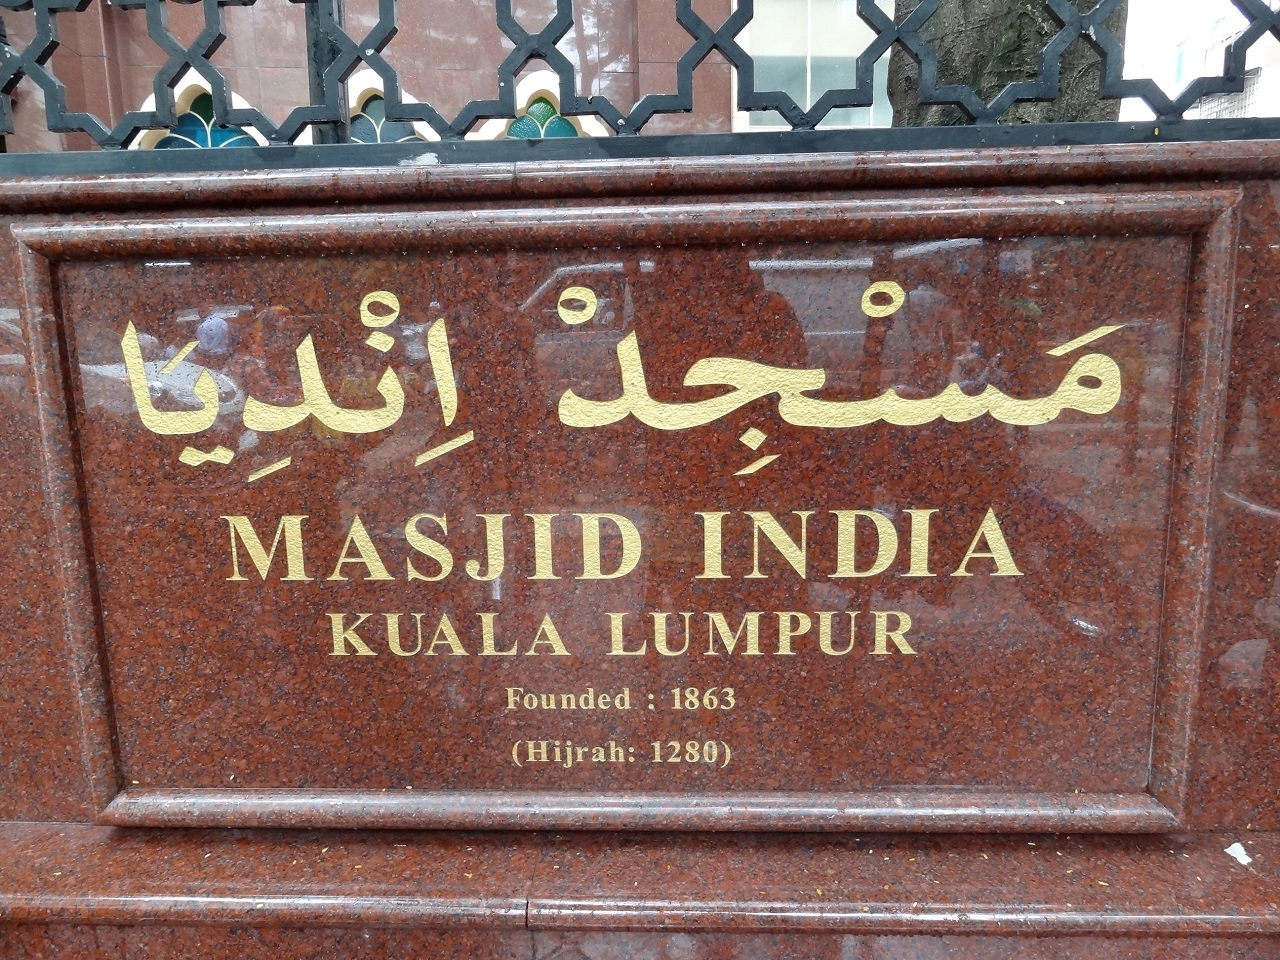 مَسْجِدْ اِنْدِيَا
MASJID INDIA
KUALA LUMPUR
Founded : 1863
(Hijrah: 1280)